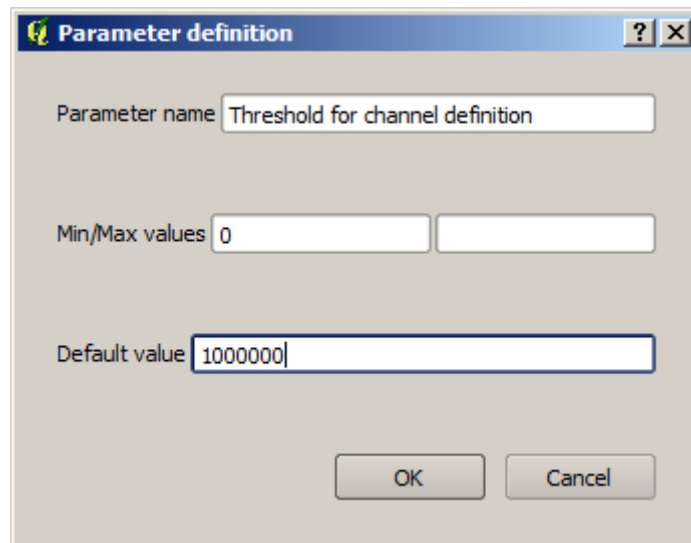 Parameter definition
Parameter name Threshold for channel definition
Min/Max values 0
Default value 1000000
OK Cancel